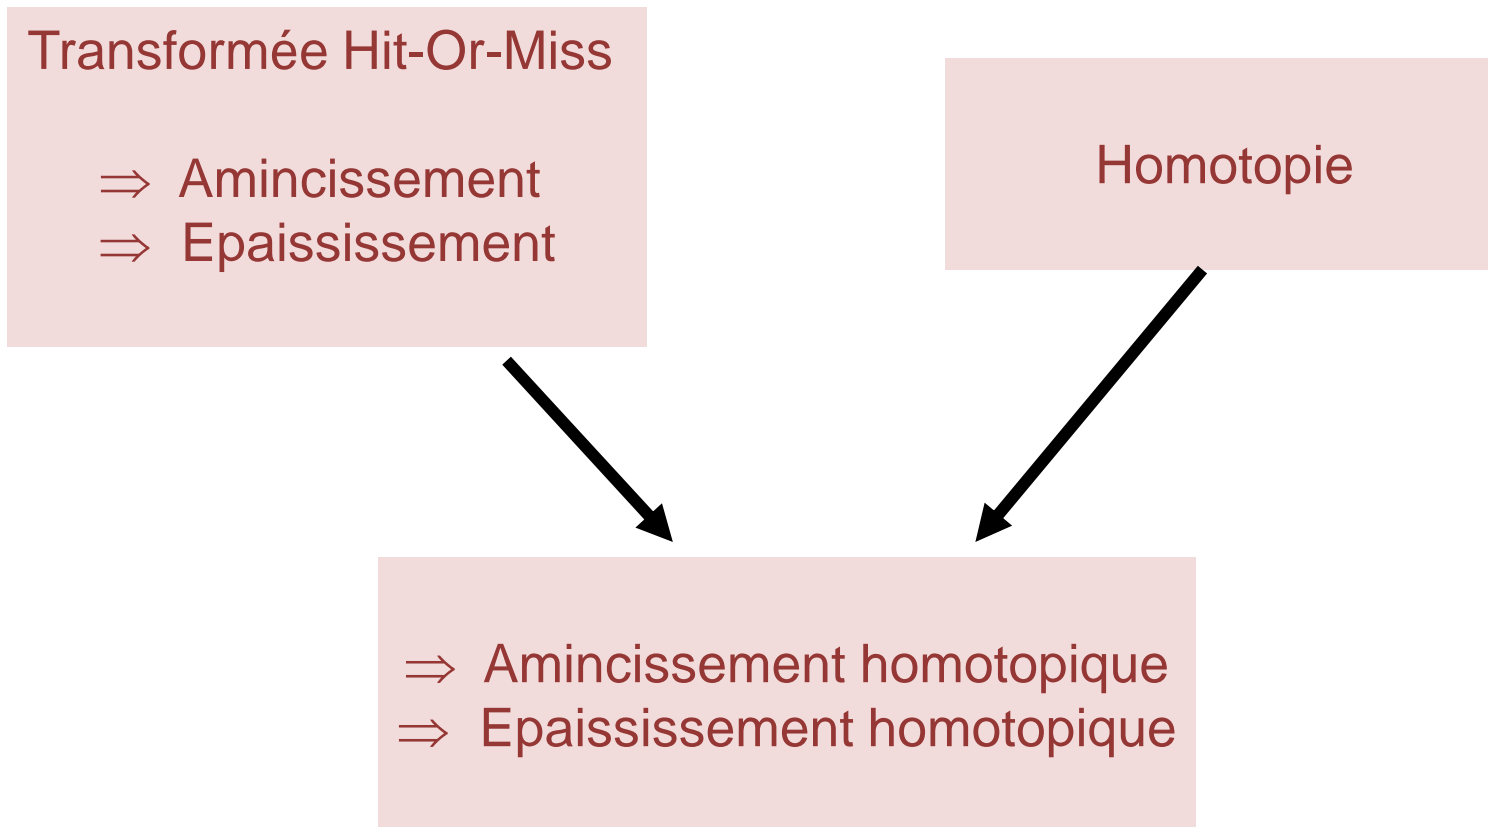 Transformée Hit-Or-Miss
⇒ Amincissement
⇒ Epaississement
Homotopie
⇒ Amincissement homotopique
⇒ Epaississement homotopique